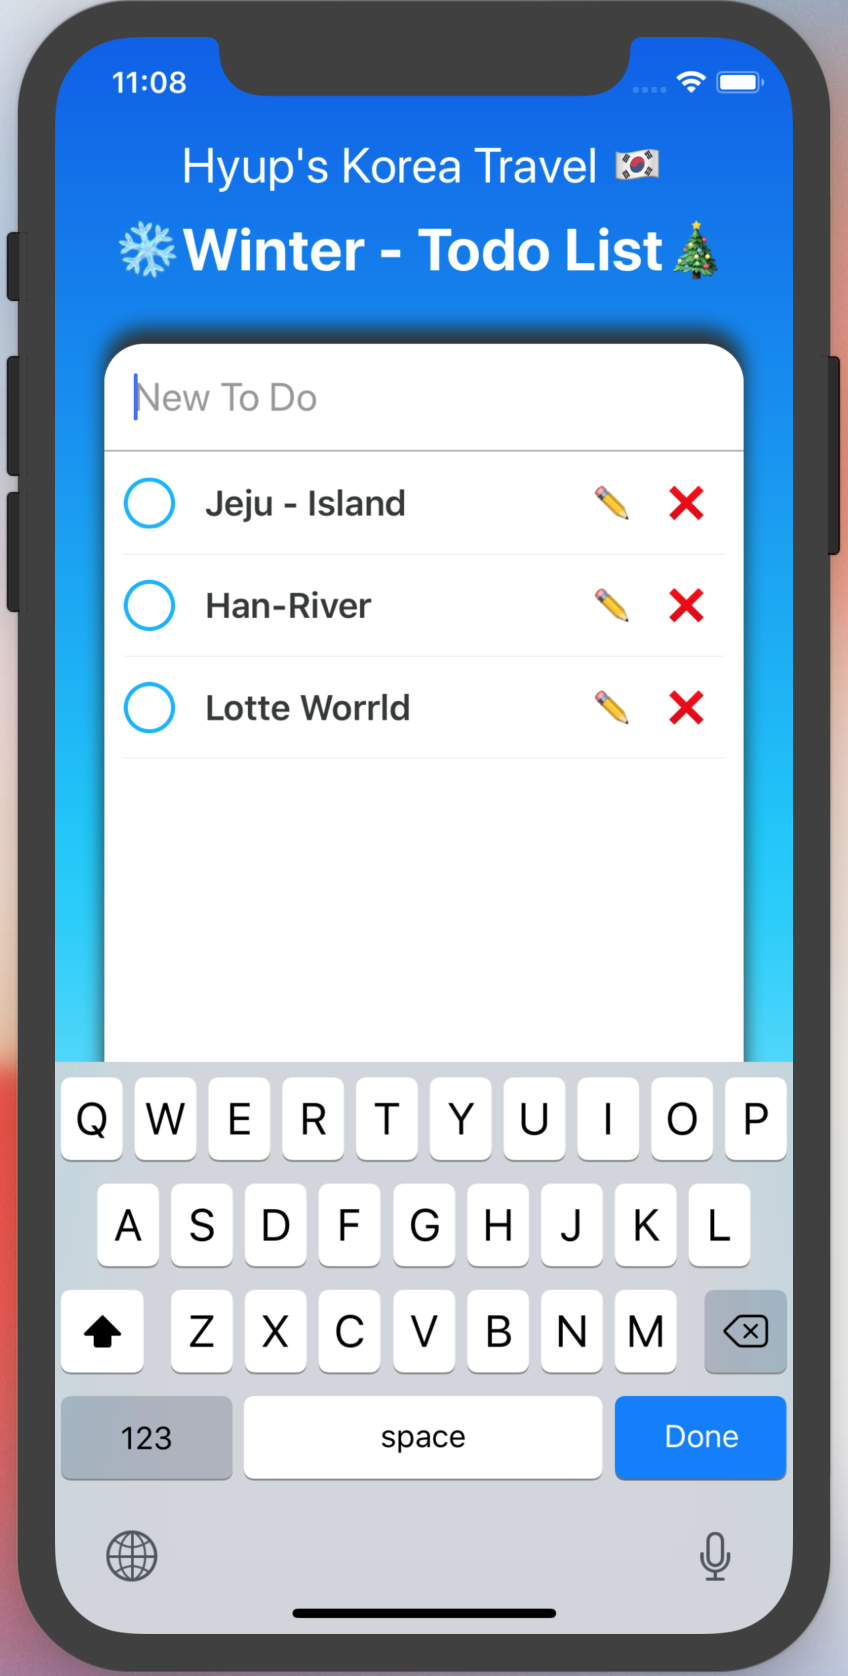 11:08
Hyup's Korea Travel 🇰🇷
❄️Winter - Todo List🎄
New To Do
Jeju - Island ✏️ ❌
Han-River ✏️ ❌
Lotte Worrld ✏️ ❌
Q W E R T Y U I O P
A S D F G H J K L
Z X C V B N M
123 space Done